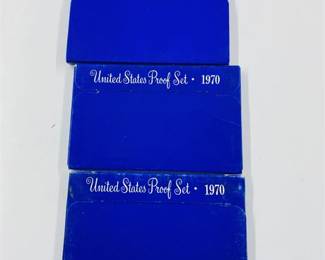 United States Proof Set • 1970
United States Proof Set • 1970